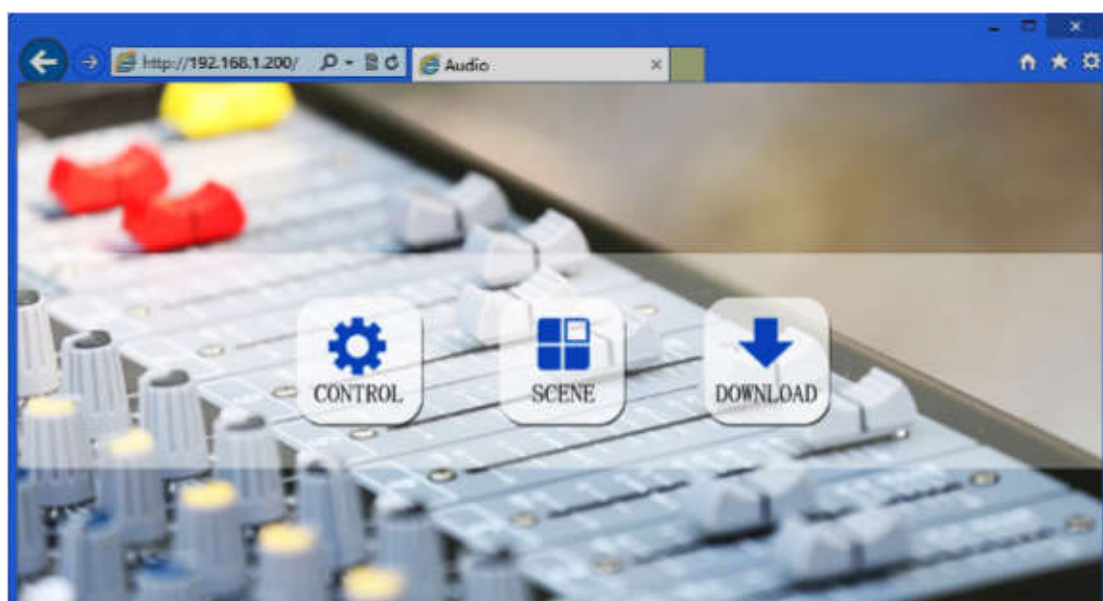 http://192.168.1.200/
Audio
CONTROL
SCENE
DOWNLOAD